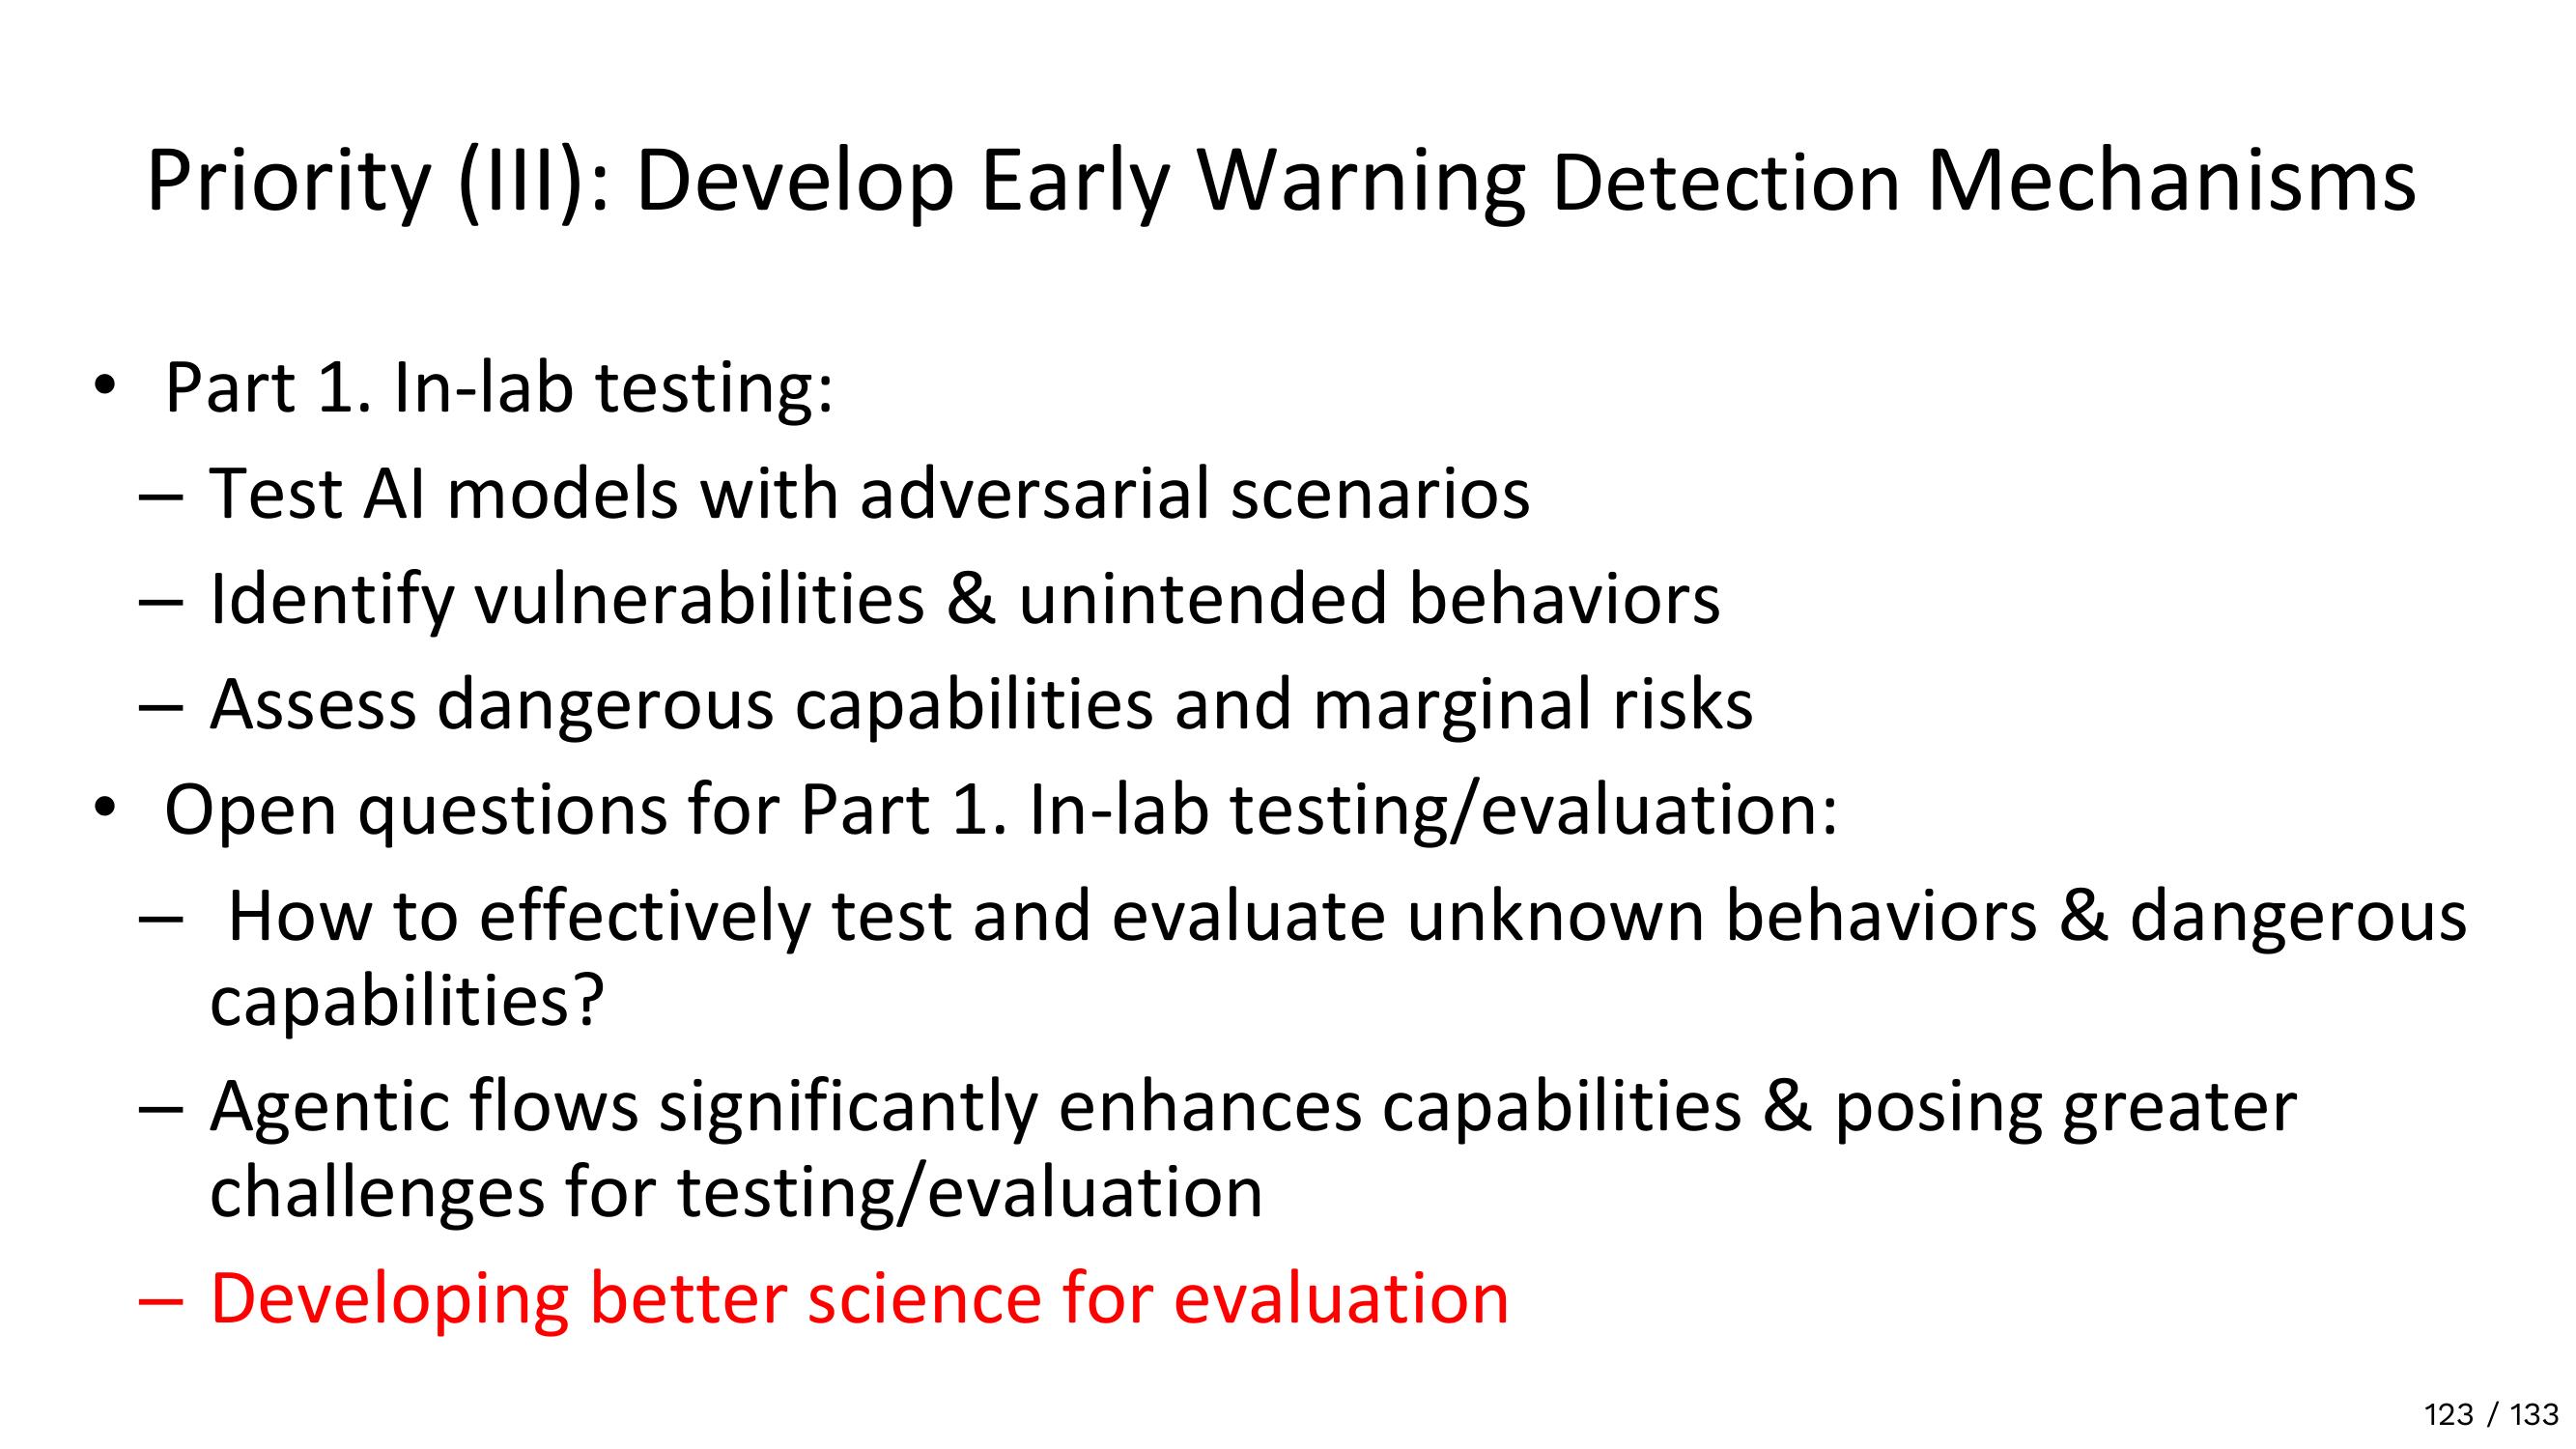 Priority (III): Develop Early Warning Detection Mechanisms
• Part 1. In-lab testing:
– Test AI models with adversarial scenarios
– Identify vulnerabilities & unintended behaviors
– Assess dangerous capabilities and marginal risks
• Open questions for Part 1. In-lab testing/evaluation:
– How to effectively test and evaluate unknown behaviors & dangerous
capabilities?
– Agentic flows significantly enhances capabilities & posing greater
challenges for testing/evaluation
– Developing better science for evaluation
123 / 133